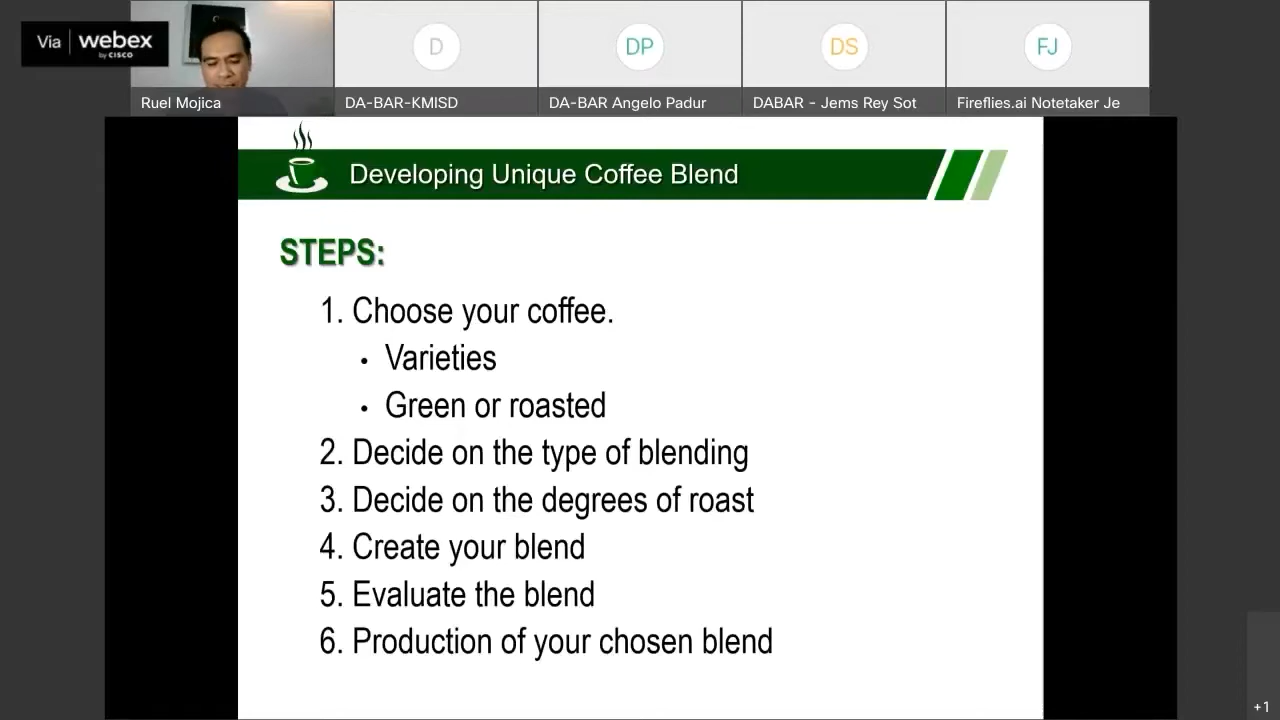 Via webex
by CISCO
D
DP
DS
FJ
Ruel Mojica
DA-BAR-KMISD
DA-BAR Angelo Padur
DABAR - Jems Rey Sot
Fireflies.ai Notetaker Je
Developing Unique Coffee Blend
STEPS:
1. Choose your coffee.
• Varieties
• Green or roasted
2. Decide on the type of blending
3. Decide on the degrees of roast
4. Create your blend
5. Evaluate the blend
6. Production of your chosen blend
+1